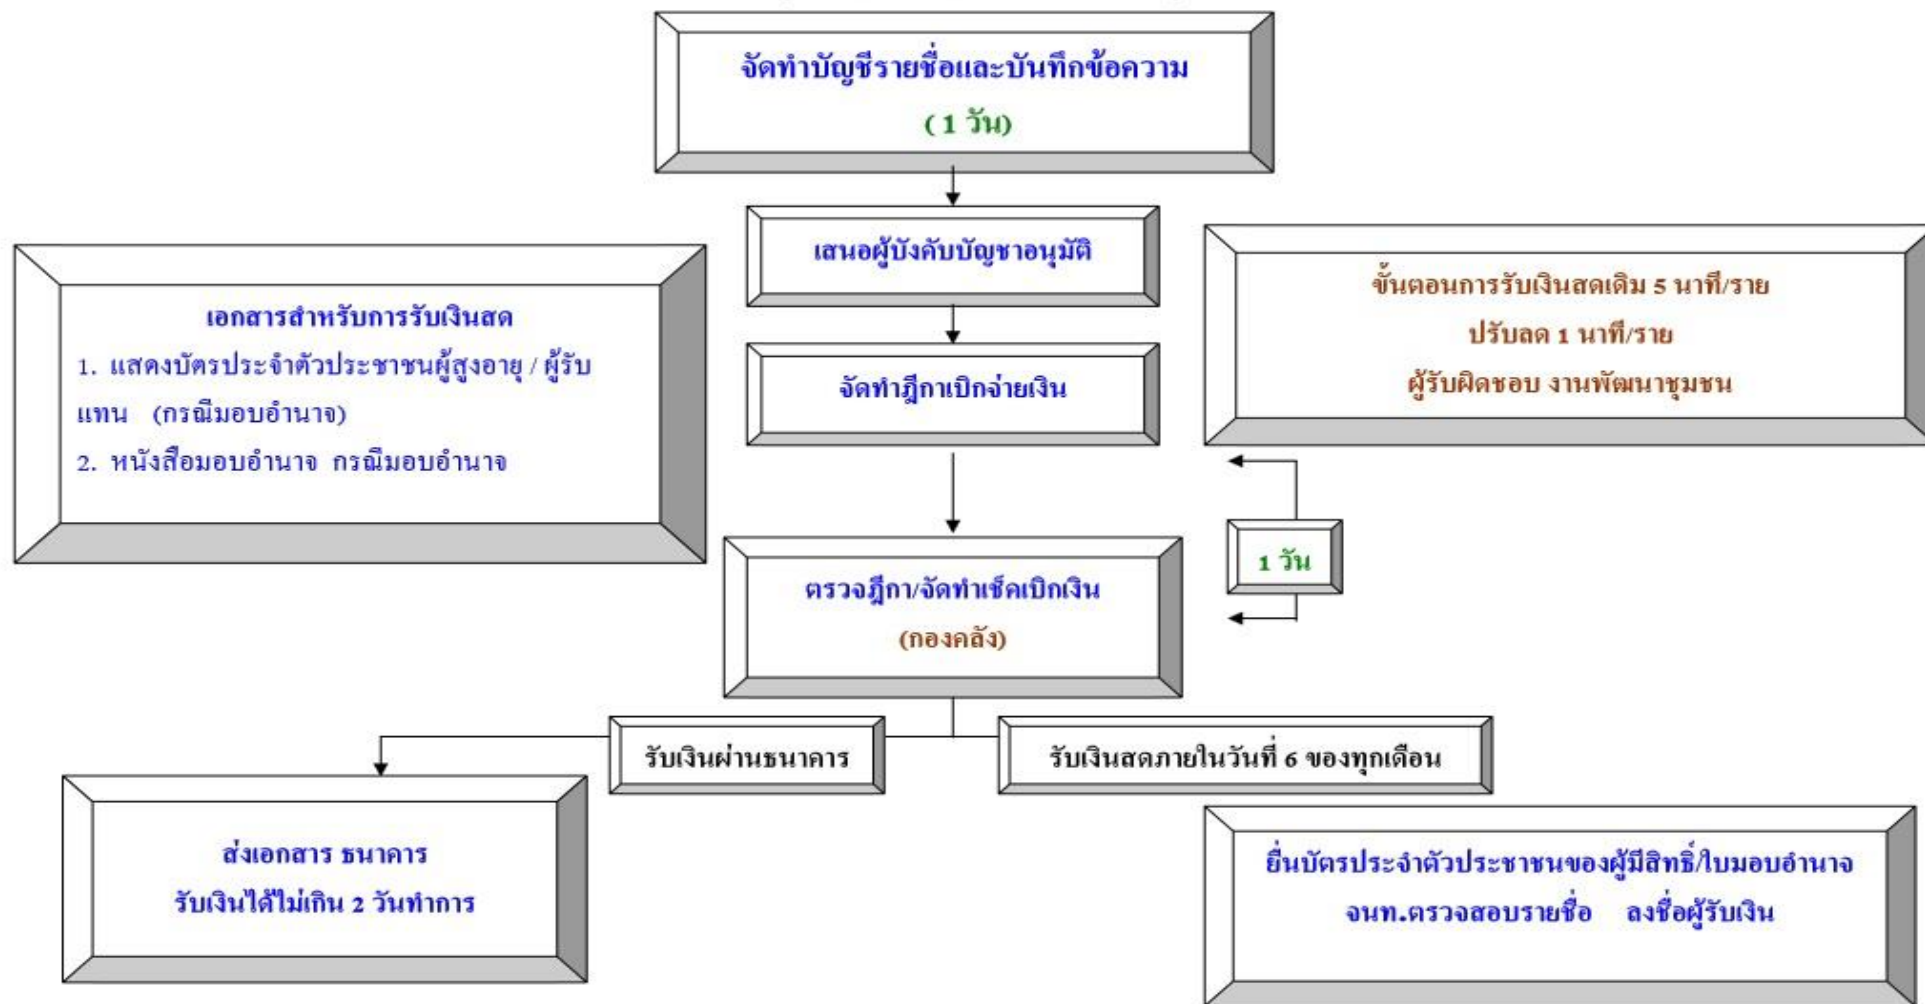 จัดทำบัญชีรายชื่อและบันทึกข้อความ
( 1 วัน)
เสนอผู้บังคับบัญชาอนุมัติ
เอกสารสำหรับการรับเงินสด
1. แสดงบัตรประจำตัวประชาชนผู้สูงอายุ / ผู้รับ
แทน (กรณีมอบอำนาจ)
2. หนังสือมอบอำนาจ กรณีมอบอำนาจ
ขั้นตอนการรับเงินสดเดิม 5 นาที/ราย
ปรับลด 1 นาที/ราย
ผู้รับผิดชอบ งานพัฒนาชุมชน
จัดทำฎีกาเบิกจ่ายเงิน
1 วัน
ตรวจฎีกา/จัดทำเช็คเบิกเงิน
(กองคลัง)
รับเงินผ่านธนาคาร
รับเงินสดภายในวันที่ 6 ของทุกเดือน
ส่งเอกสาร ธนาคาร
รับเงินได้ไม่เกิน 2 วันทำการ
ยื่นบัตรประจำตัวประชาชนของผู้มีสิทธิ์/ใบมอบอำนาจ
จนท.ตรวจสอบรายชื่อ ลงชื่อผู้รับเงิน